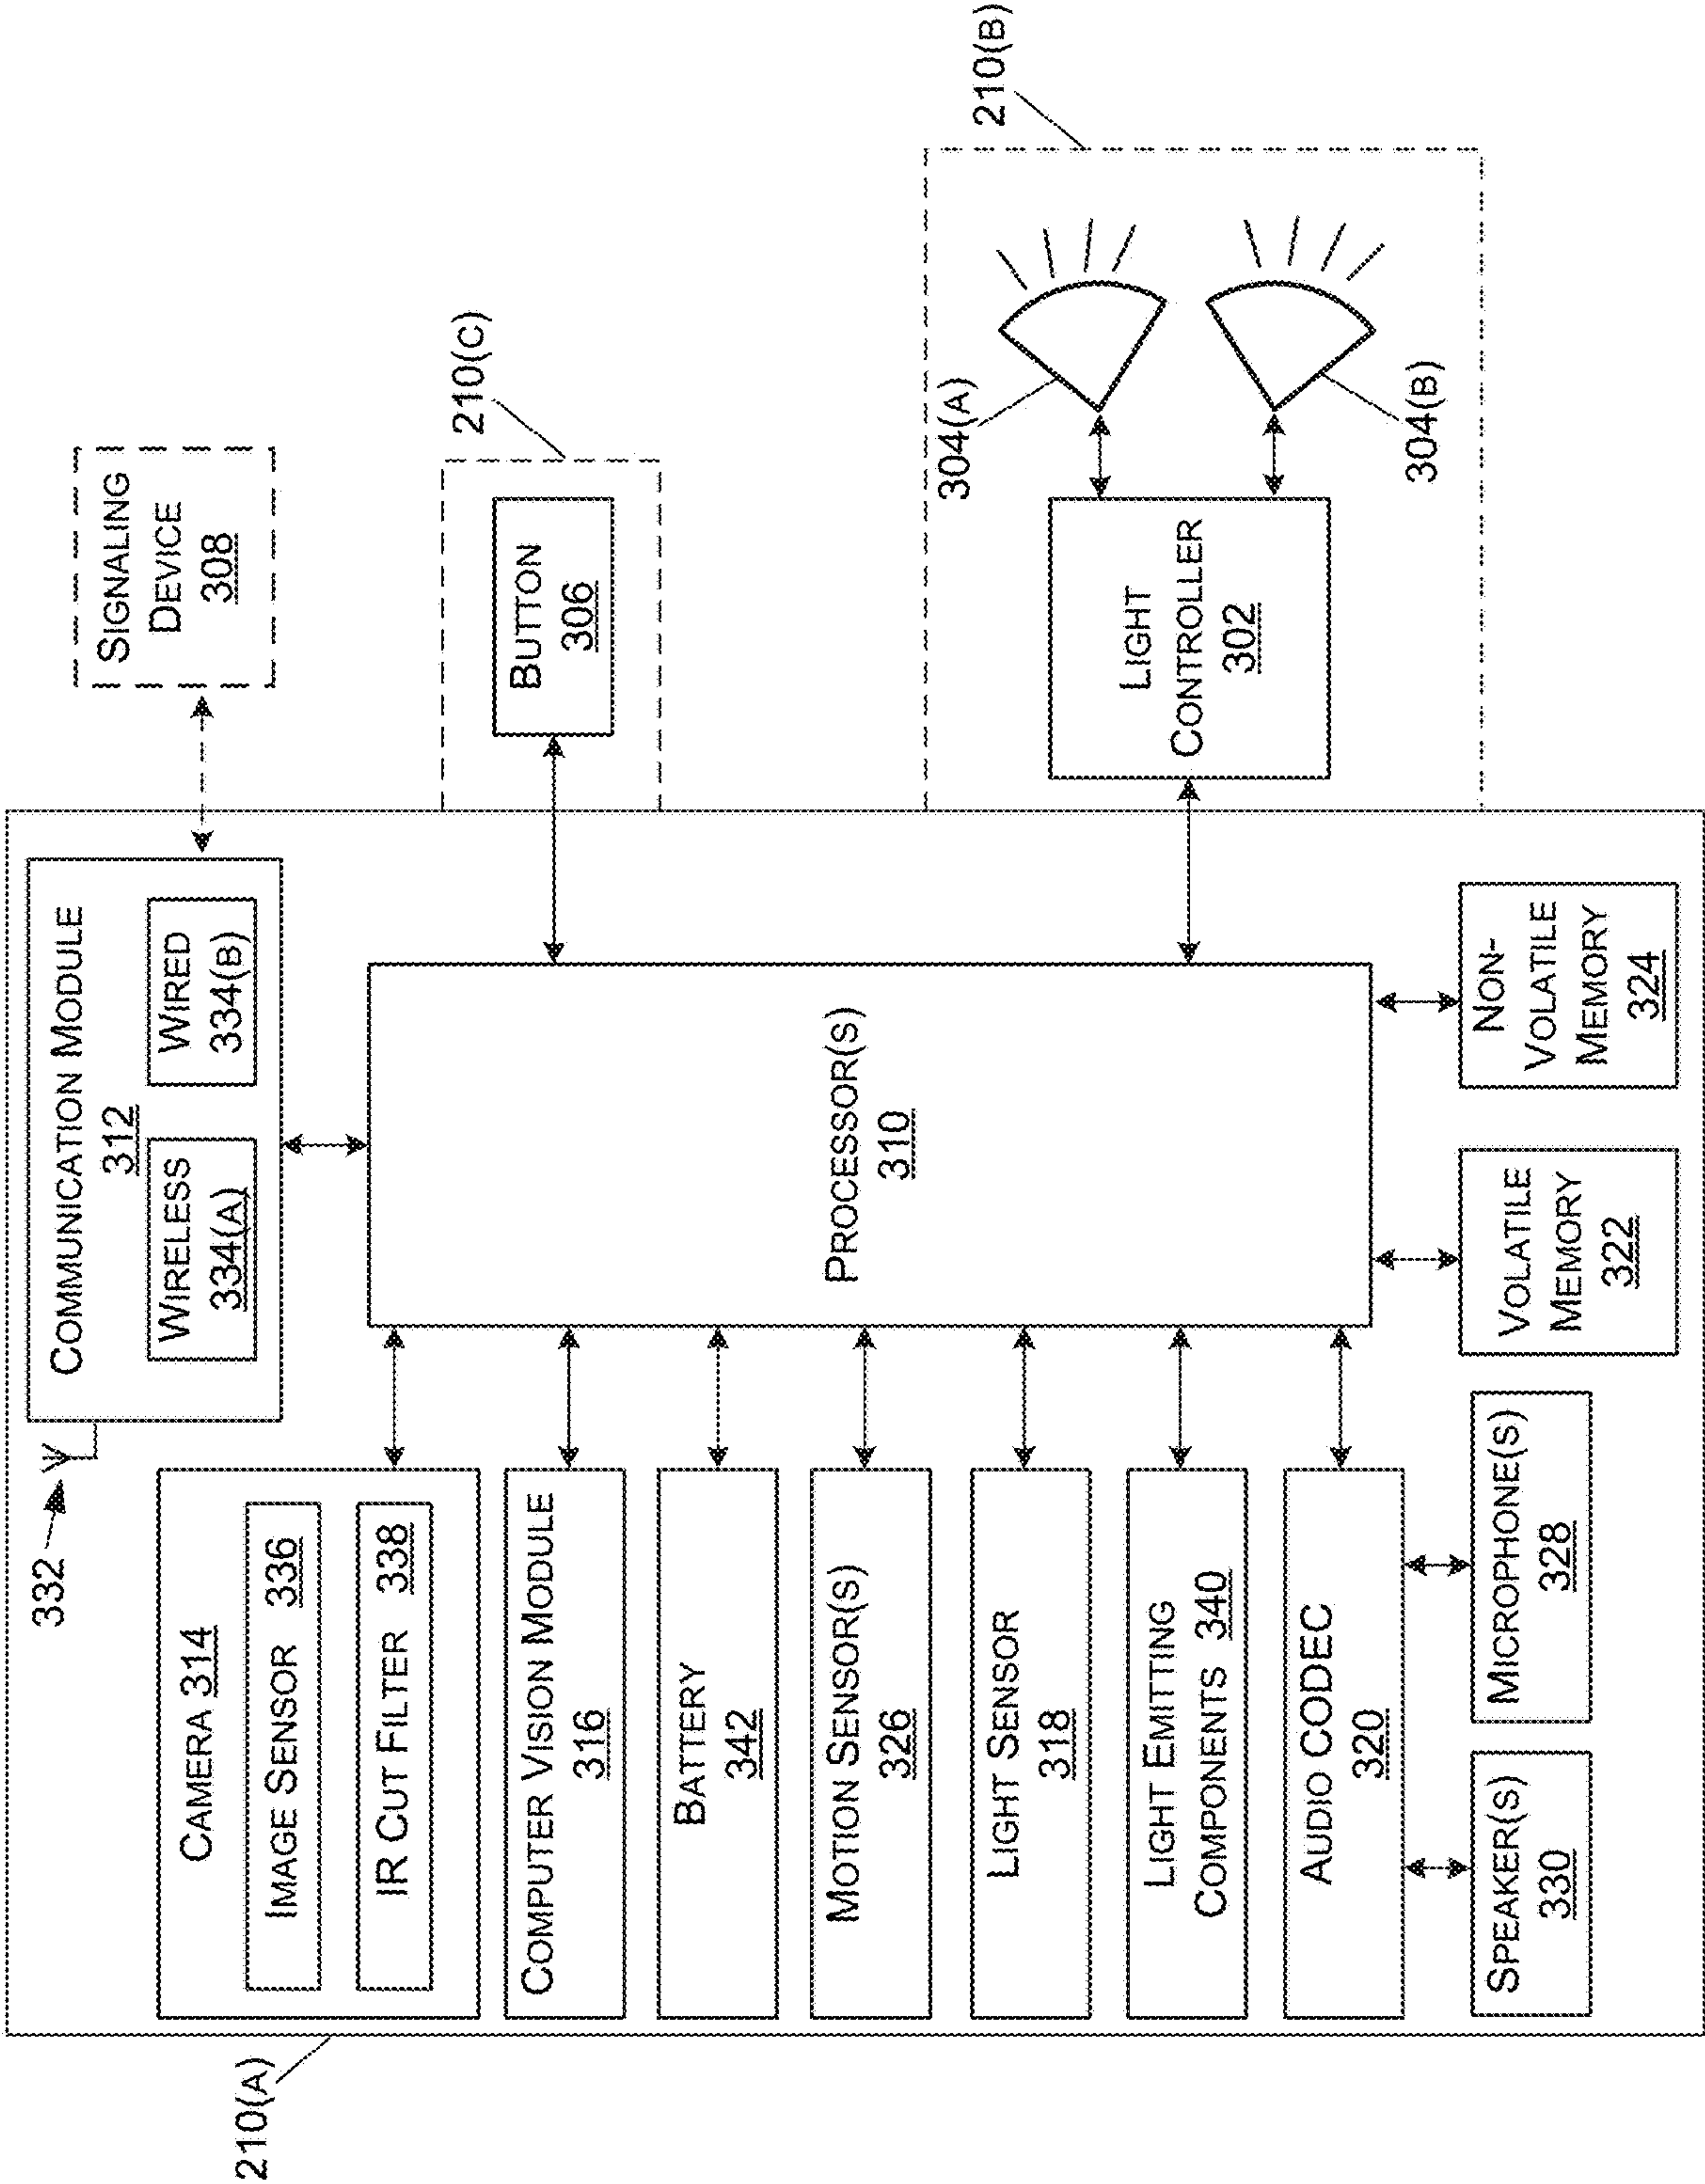 210(A)
332
CAMERA 314
IMAGE SENSOR 336
IR CUT FILTER 338
COMPUTER VISION MODULE
316
BATTERY
342
MOTION SENSOR(S)
326
LIGHT SENSOR
318
LIGHT EMITTING
COMPONENTS 340
AUDIO CODEC
320
SPEAKER(S)
330
MICROPHONE(S)
328
COMMUNICATION MODULE
312
WIRELESS
334(A)
WIRED
334(B)
PROCESSOR(S)
310
VOLATILE
MEMORY
322
NON-
VOLATILE
MEMORY
324
SIGNALING
DEVICE
308
210(C)
BUTTON
306
210(B)
LIGHT
CONTROLLER
302
304(A)
304(B)